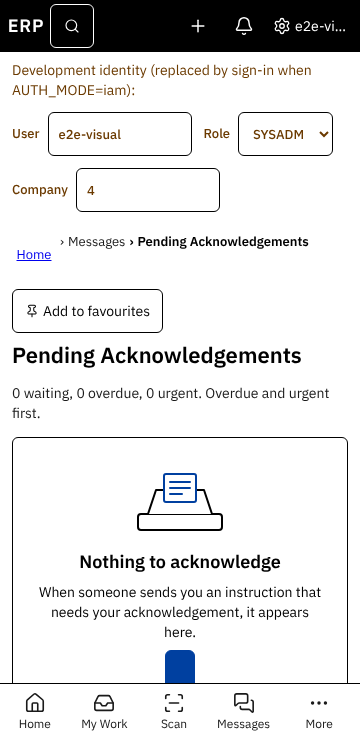 ERP
e2e-vi...
Development identity (replaced by sign-in when
AUTH_MODE=iam):
User e2e-visual Role SYSADM
Company 4
Home › Messages › Pending Acknowledgements
Add to favourites
Pending Acknowledgements
0 waiting, 0 overdue, 0 urgent. Overdue and urgent
first.
Nothing to acknowledge
When someone sends you an instruction that
needs your acknowledgement, it appears
here.
Home My Work Scan Messages More